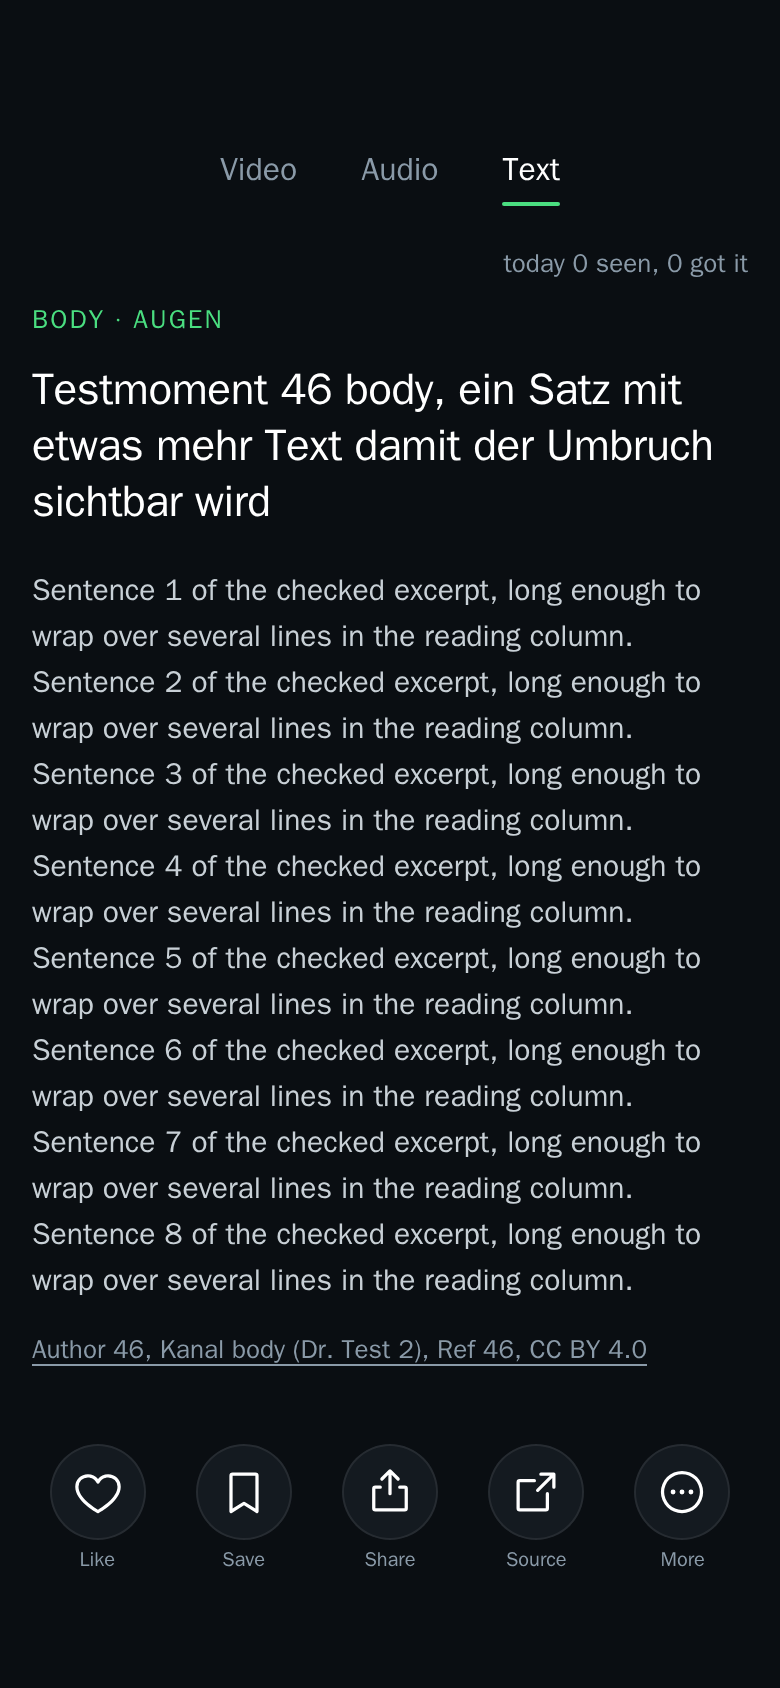 Video Audio Text
today 0 seen, 0 got it
BODY · AUGEN
Testmoment 46 body, ein Satz mit
etwas mehr Text damit der Umbruch
sichtbar wird
Sentence 1 of the checked excerpt, long enough to
wrap over several lines in the reading column.
Sentence 2 of the checked excerpt, long enough to
wrap over several lines in the reading column.
Sentence 3 of the checked excerpt, long enough to
wrap over several lines in the reading column.
Sentence 4 of the checked excerpt, long enough to
wrap over several lines in the reading column.
Sentence 5 of the checked excerpt, long enough to
wrap over several lines in the reading column.
Sentence 6 of the checked excerpt, long enough to
wrap over several lines in the reading column.
Sentence 7 of the checked excerpt, long enough to
wrap over several lines in the reading column.
Sentence 8 of the checked excerpt, long enough to
wrap over several lines in the reading column.
Author 46, Kanal body (Dr. Test 2), Ref 46, CC BY 4.0
Like Save Share Source More